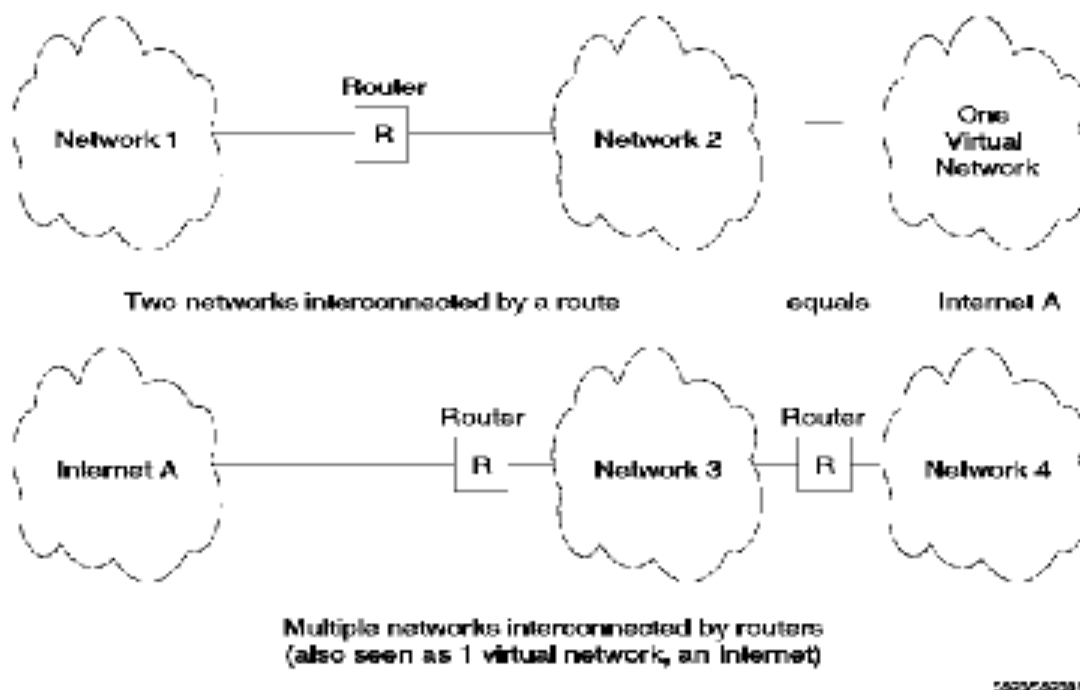 Router
Network 1
R
Network 2
One
Virtual
Network
Two networks interconnected by a route
equals
Internet A
Router
Router
Internet A
R
Network 3
R
Network 4
Multiple networks interconnected by routers
(also seen as 1 virtual network, an Internet)